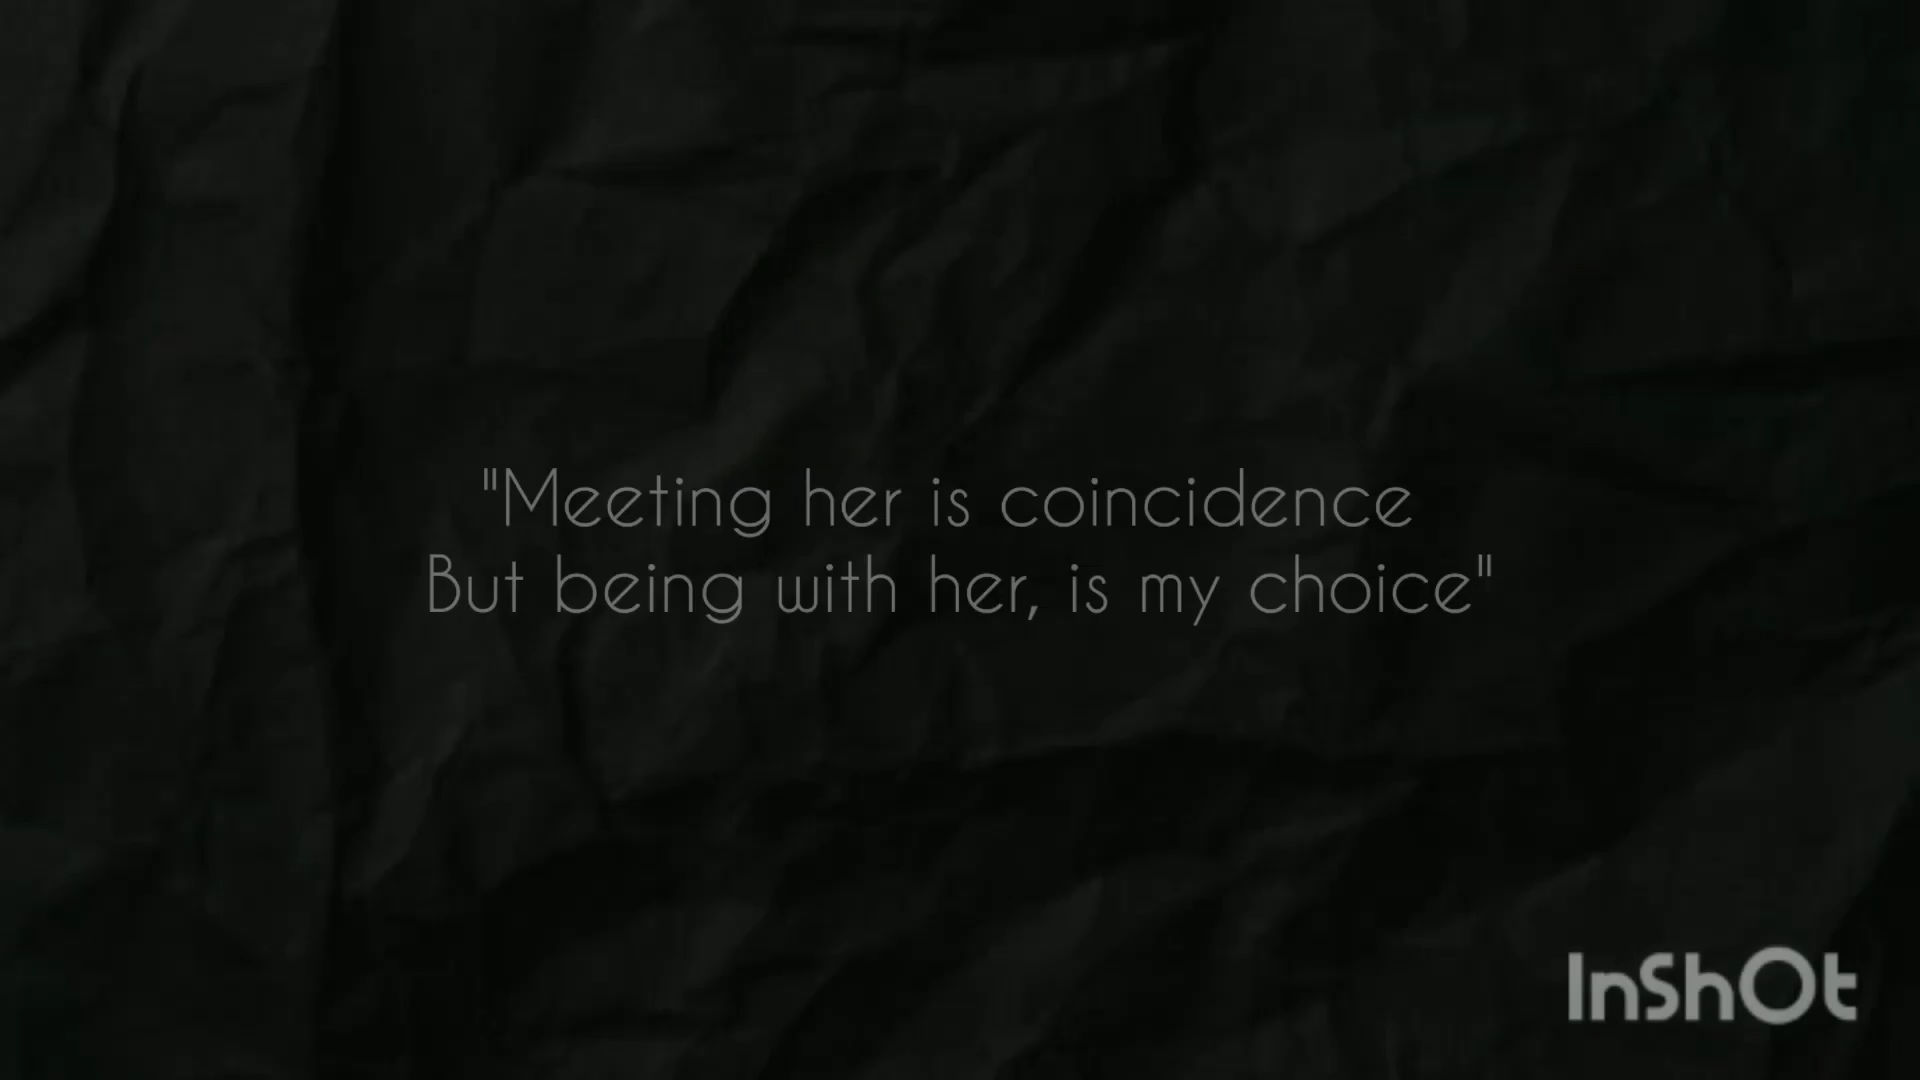 "Meeting her is coincidence
But being with her, is my choice"
InShOt